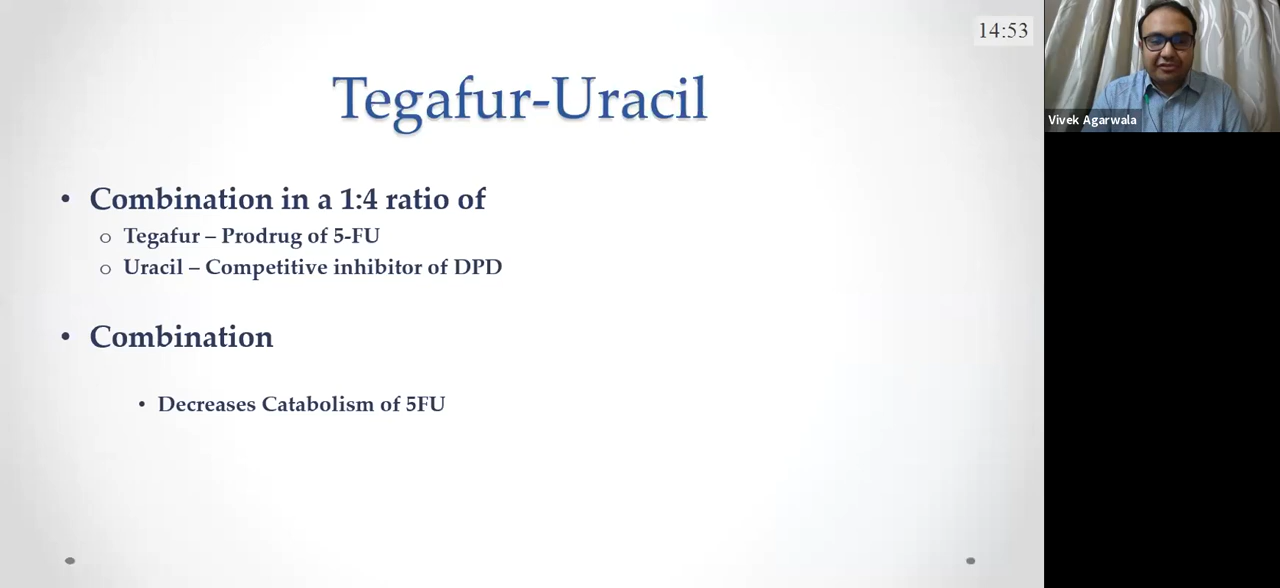 14:53
Tegafur-Uracil
Vivek Agarwala
• Combination in a 1:4 ratio of
o Tegafur – Prodrug of 5-FU
o Uracil – Competitive inhibitor of DPD
• Combination
• Decreases Catabolism of 5FU